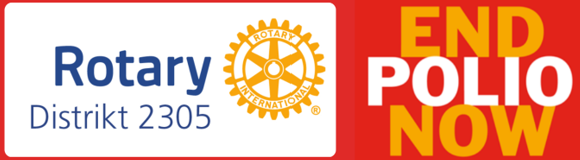 Rotary
Distrikt 2305
ROTARY
INTERNATIONAL
®
END
POLIO
NOW